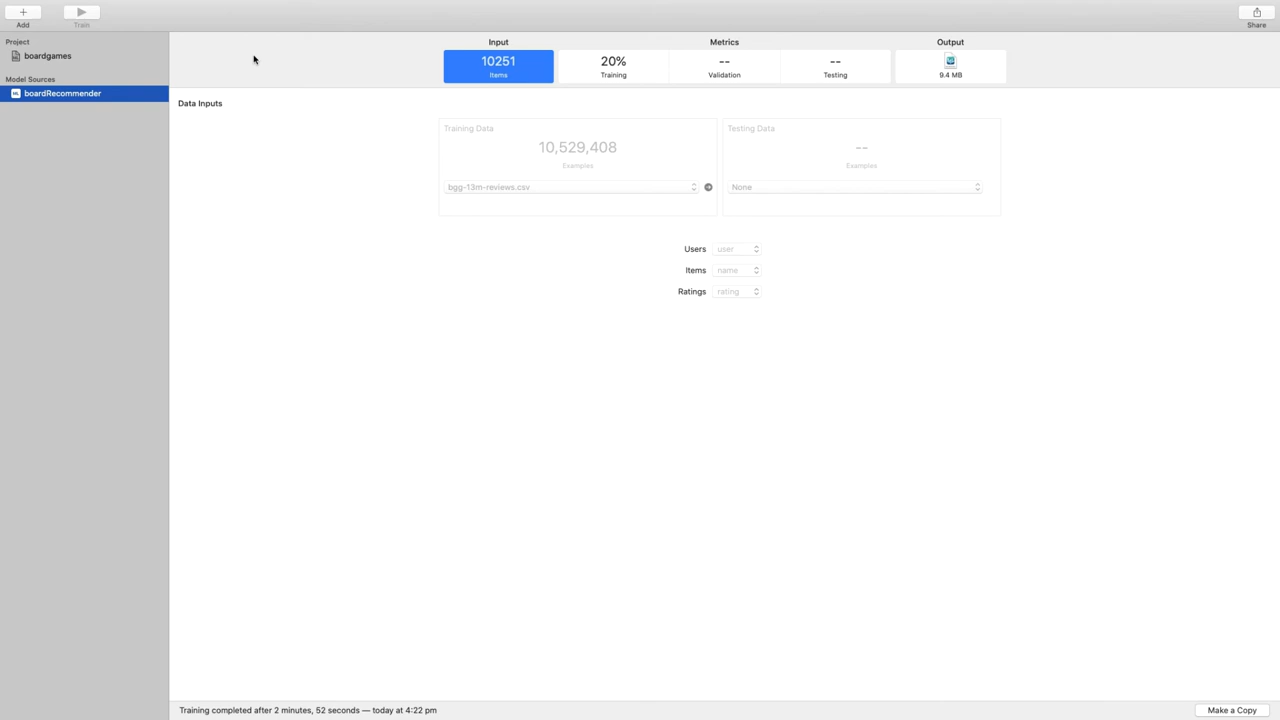 Add
Train
Share
Project
boardgames
Model Sources
ML boardRecommender
Input
Metrics
Output
10251
20%
--
--
Items
Training
Validation
Testing
9.4 MB
Data Inputs
Training Data
10,529,408
Examples
bgg-13m-reviews.csv
Testing Data
--
Examples
None
Users user
Items name
Ratings rating
Training completed after 2 minutes, 52 seconds — today at 4:22 pm
Make a Copy